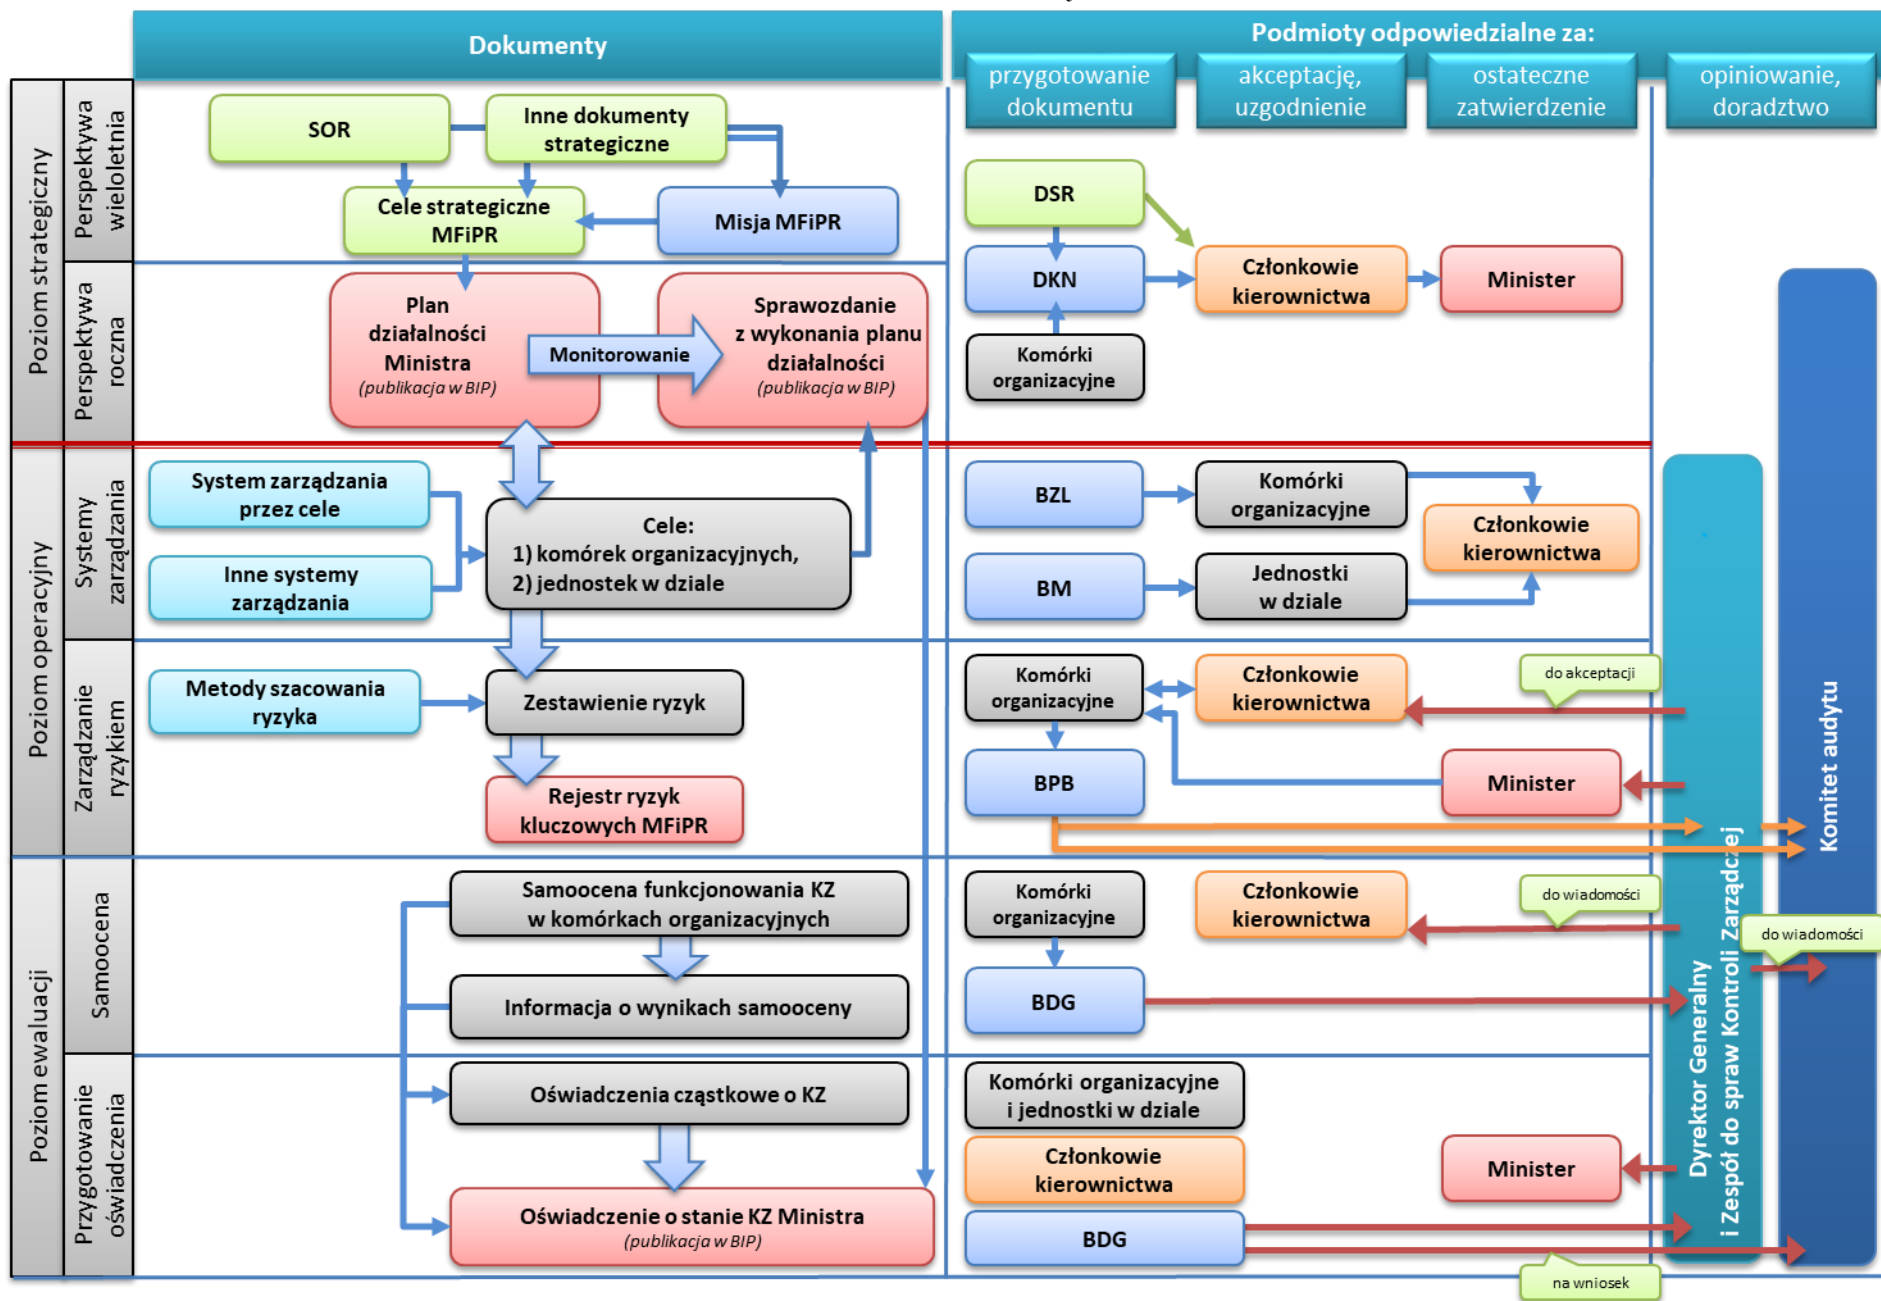 Dokumenty
Podmioty odpowiedzialne za:
przygotowanie
dokumentu
akceptację,
uzgodnienie
ostateczne
zatwierdzenie
opiniowanie,
doradztwo
Poziom strategiczny
Perspektywa
wieloletnia
SOR
Inne dokumenty
strategiczne
Cele strategiczne
MFiPR
Misja MFiPR
DSR
DKN
Członkowie
kierownictwa
Minister
Komórki
organizacyjne
Perspektywa
roczna
Plan
działalności
Ministra
(publikacja w BIP)
Monitorowanie
Sprawozdanie
z wykonania planu
działalności
(publikacja w BIP)
Poziom operacyjny
Systemy
zarządzania
System zarządzania
przez cele
Inne systemy
zarządzania
Cele:
1) komórek organizacyjnych,
2) jednostek w dziale
BZL
Komórki
organizacyjne
Członkowie
kierownictwa
BM
Jednostki
w dziale
Zarządzanie
ryzykiem
Metody szacowania
ryzyka
Zestawienie ryzyk
Rejestr ryzyk
kluczowych MFiPR
Komórki
organizacyjne
Członkowie
kierownictwa
do akceptacji
BPB
Minister
Poziom ewaluacji
Samoocena
Samoocena funkcjonowania KZ
w komórkach organizacyjnych
Informacja o wynikach samooceny
Komórki
organizacyjne
Członkowie
kierownictwa
do wiadomości
do wiadomości
BDG
Przygotowanie
oświadczenia
Oświadczenia cząstkowe o KZ
Oświadczenie o stanie KZ Ministra
(publikacja w BIP)
Komórki organizacyjne
i jednostki w dziale
Członkowie
kierownictwa
Minister
BDG
na wniosek
Dyrektor Generalny
i Zespół do spraw Kontroli Zarządczej
Komitet audytu